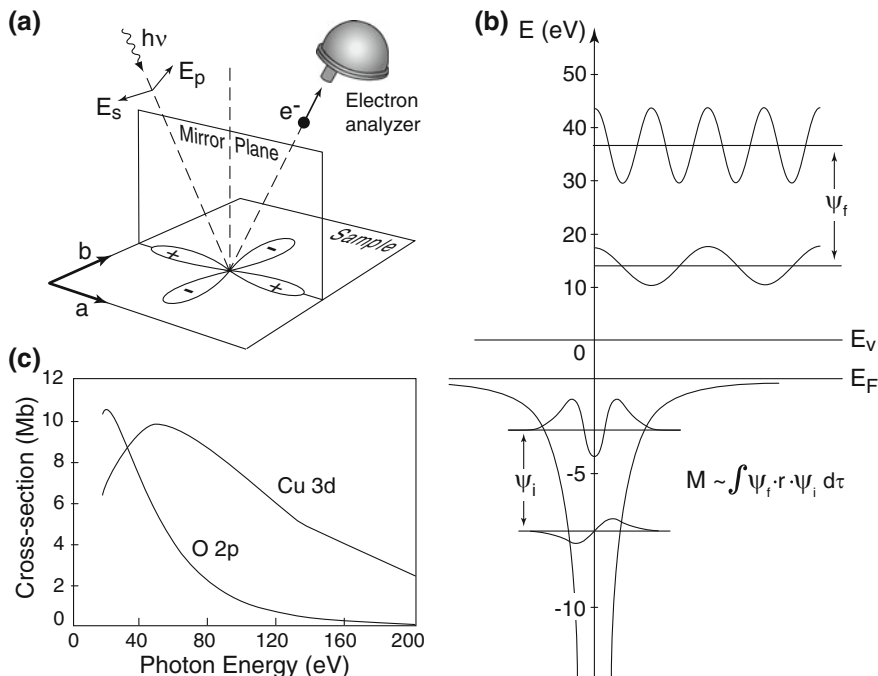 (a)
hν
E_p
E_s
e-
Electron
analyzer
Mirror Plane
Sample
b
a
+
-
-
+
(b)
E (eV)
50
40
30
20
10
0
-5
-10
ψ_f
E_v
E_F
ψ_i
M ~ ∫ ψ_f · r · ψ_i dτ
(c)
Cross-section (Mb)
12
10
8
6
4
2
0
Cu 3d
O 2p
0 40 80 120 160 200
Photon Energy (eV)